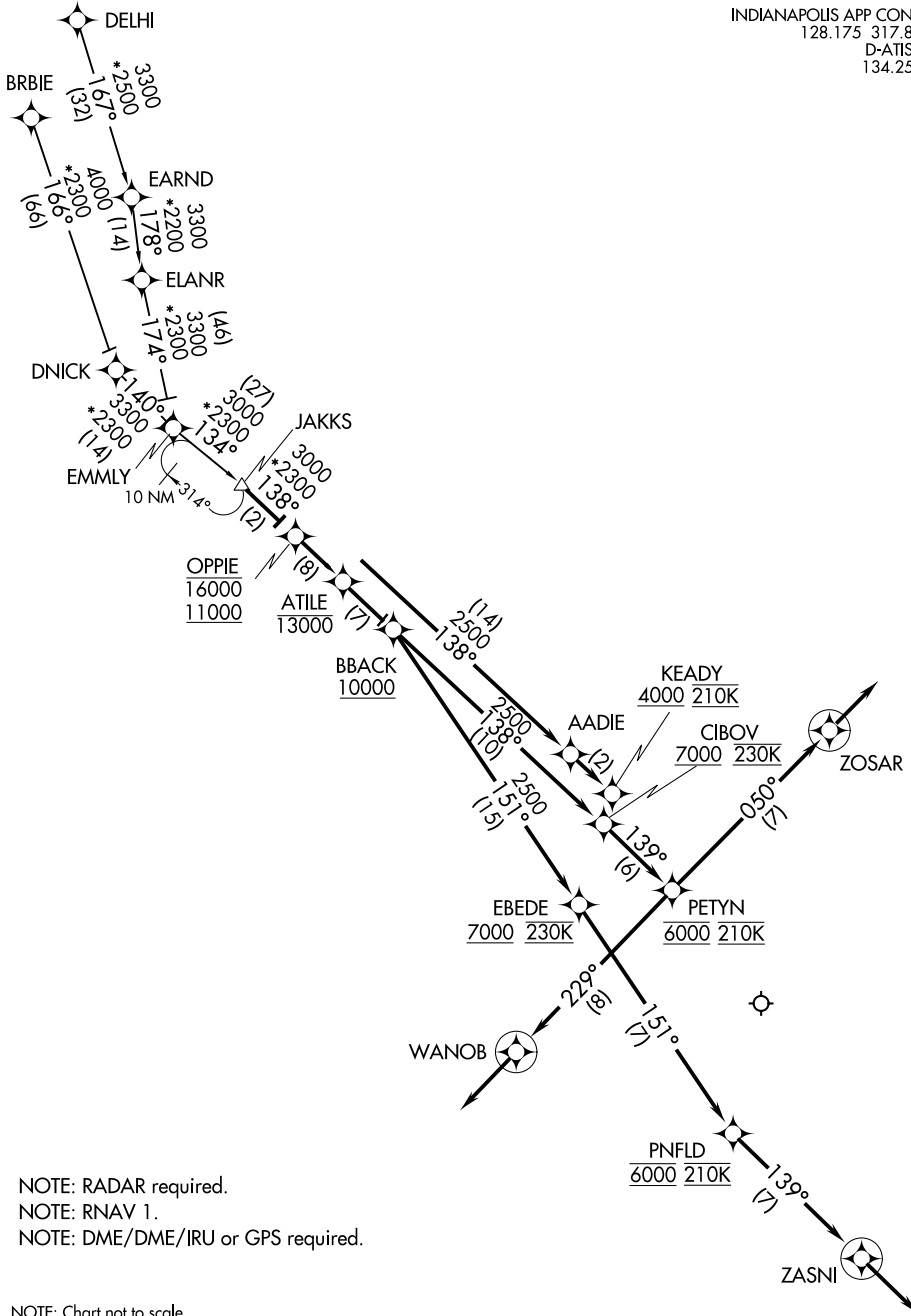 INDIANAPOLIS APP CON
128.175 317.8
D-ATIS
134.25
DELHI
3300
*2500
167°
(32)
BRBIE
4000
*2300
166°
(66)
EARND
3300
*2200
178°
(14)
ELANR
(46)
3300
*2300
174°
DNICK
140°
3300
*2300
(14)
EMMLY
(27)
3000
*2300
134°
JAKKS
10 NM
314°
3000
*2300
138°
(2)
OPPIE
16000
11000
(8)
ATILE
13000
(7)
BBACK
10000
(14)
2500
138°
KEADY
4000 210K
AADIE
(2)
CIBOV
7000 230K
2500
138°
(10)
2500
151°
(15)
ZOSAR
050°
(7)
139°
(6)
EBEDE
7000 230K
PETYN
6000 210K
229°
(8)
WANOB
151°
(7)
PNFLD
6000 210K
139°
(7)
ZASNI
NOTE: RADAR required.
NOTE: RNAV 1.
NOTE: DME/DME/IRU or GPS required.
NOTE: Chart not to scale